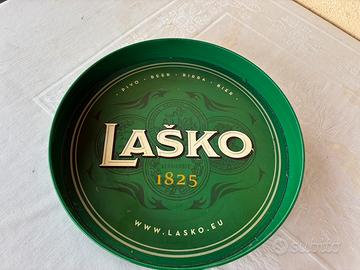 PIVO • BEER • BIRRA • BIER
LAŠKO
1825
WWW.LASKO.EU
subito